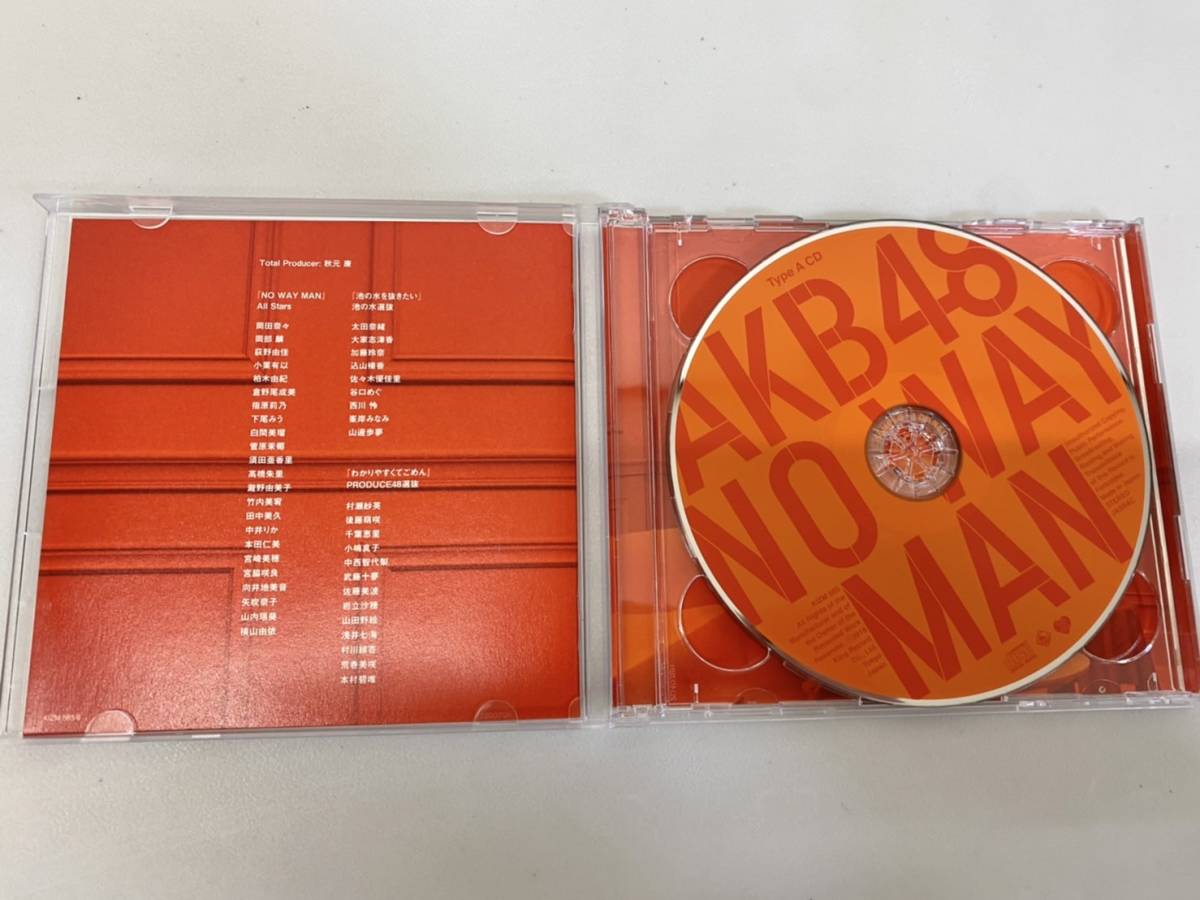 Total Producer: 秋元 康
「NO WAY MAN」
All Stars
岡田奈々
岡部 麟
荻野由佳
小栗有以
柏木由紀
倉野尾成美
指原莉乃
下尾みう
白間美瑠
菅原茉椰
須田亜香里
高橋朱里
瀧野由美子
竹内美宥
田中美久
中井りか
本田仁美
宮崎美穂
宮脇咲良
向井地美音
矢吹奈子
山内瑞葵
横山由依
「池の水を抜きたい」
池の水選抜
太田奈緒
大家志津香
加藤玲奈
込山榛香
佐々木優佳里
谷口めぐ
西川 怜
峯岸みなみ
山邊歩夢
「わかりやすくてごめん」
PRODUCE48選抜
村瀬紗英
後藤萌咲
千葉恵里
小嶋真子
中西智代梨
武藤十夢
佐藤美波
岩立沙穂
山田野絵
浅井七海
村川緋杏
荒巻美咲
本村碧唯
Type A CD
AKB48
NO WAY
MAN
STEREO